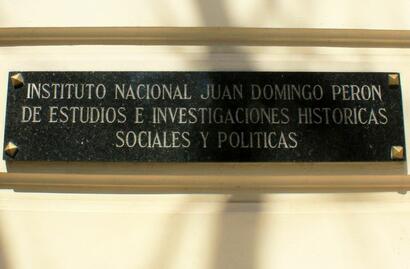 INSTITUTO NACIONAL JUAN DOMINGO PERON
DE ESTUDIOS E INVESTIGACIONES HISTORICAS
SOCIALES Y POLITICAS